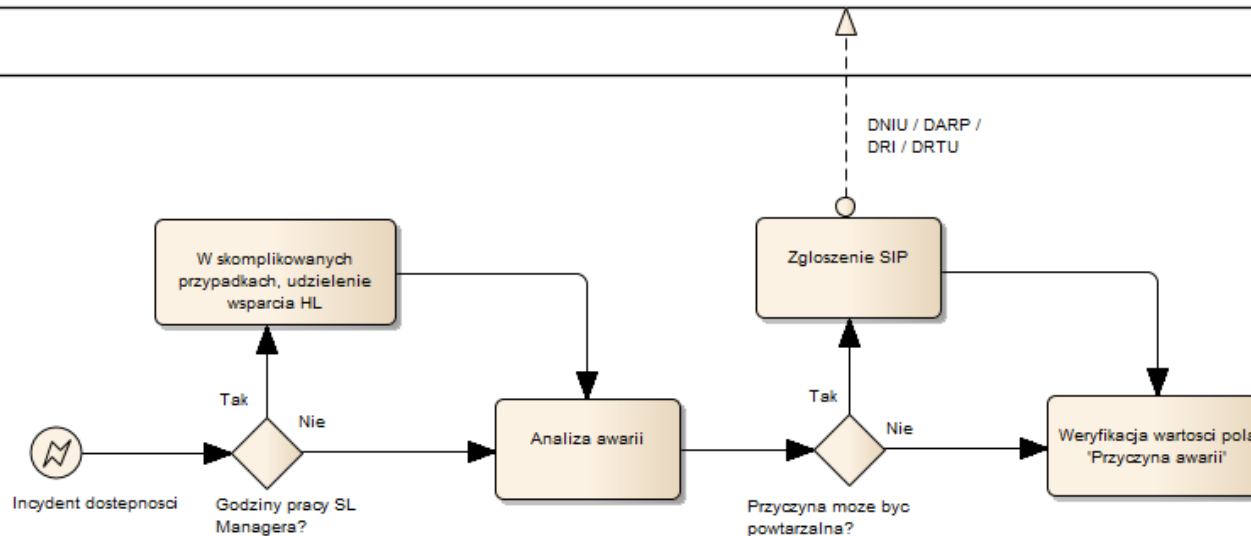 DNIU / DARP /
DRI / DRTU
W skomplikowanych
przypadkach, udzielenie
wsparcia HL
Zgloszenie SIP
Tak
Nie
Analiza awarii
Tak
Nie
Weryfikacja wartosci pola
"Przyczyna awarii"
Incydent dostepnosci
Godziny pracy SL
Managera?
Przyczyna moze byc
powtarzalna?